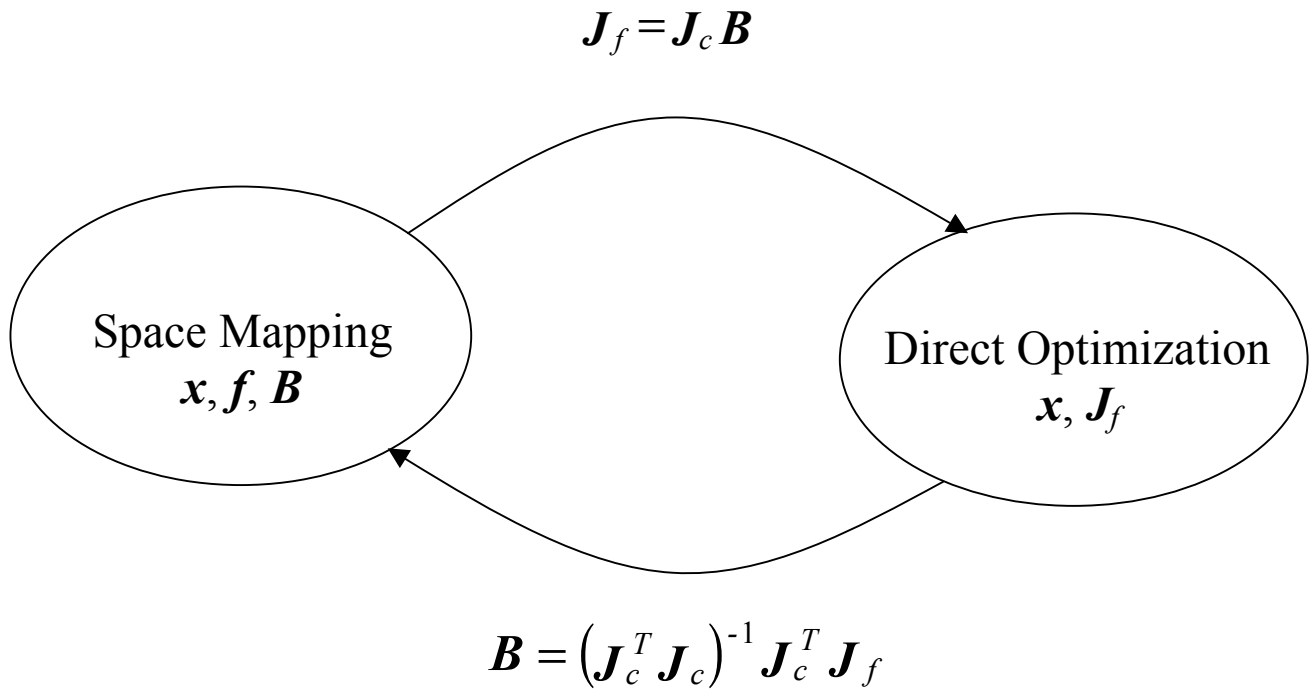 J_f = J_c B
Space Mapping
x, f, B
Direct Optimization
x, J_f
B = (J_c^T J_c)^-1 J_c^T J_f